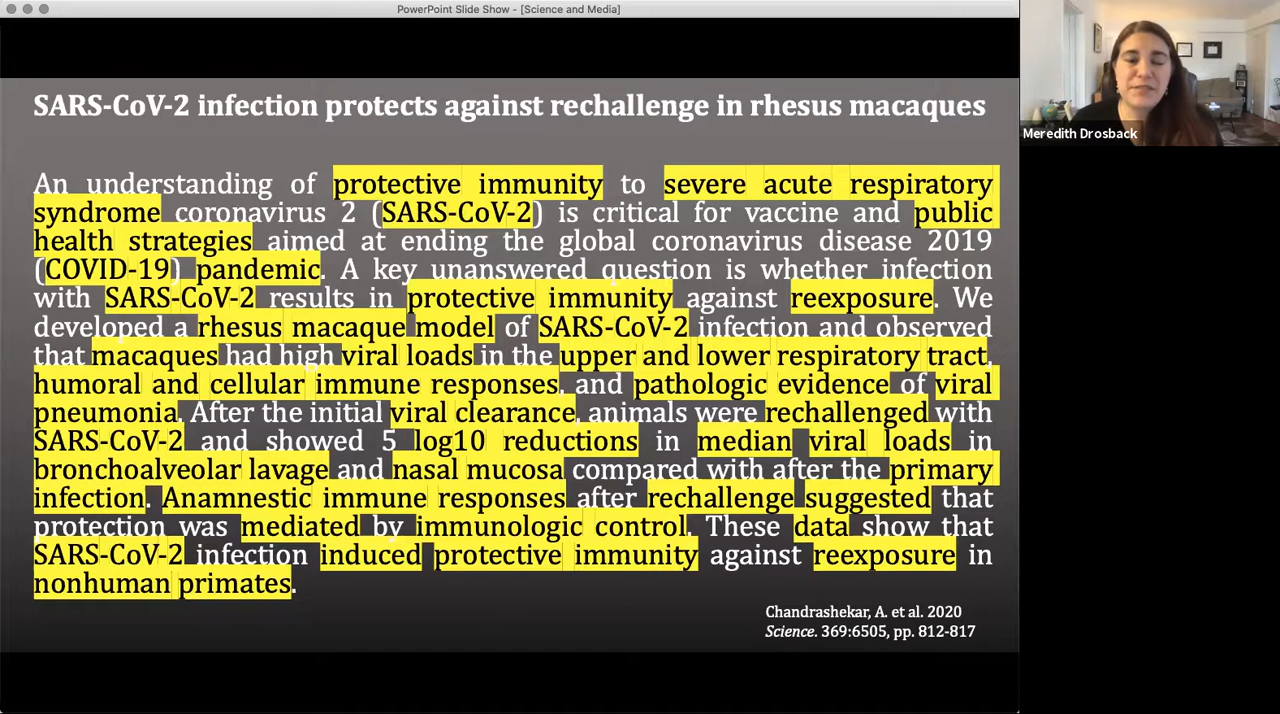 PowerPoint Slide Show - [Science and Media]
SARS-CoV-2 infection protects against rechallenge in rhesus macaques
An understanding of protective immunity to severe acute respiratory
syndrome coronavirus 2 (SARS-CoV-2) is critical for vaccine and public
health strategies aimed at ending the global coronavirus disease 2019
(COVID-19) pandemic. A key unanswered question is whether infection
with SARS-CoV-2 results in protective immunity against reexposure. We
developed a rhesus macaque model of SARS-CoV-2 infection and observed
that macaques had high viral loads in the upper and lower respiratory tract,
humoral and cellular immune responses, and pathologic evidence of viral
pneumonia. After the initial viral clearance, animals were rechallenged with
SARS-CoV-2 and showed 5 log10 reductions in median viral loads in
bronchoalveolar lavage and nasal mucosa compared with after the primary
infection. Anamnestic immune responses after rechallenge suggested that
protection was mediated by immunologic control. These data show that
SARS-CoV-2 infection induced protective immunity against reexposure in
nonhuman primates.
Chandrashekar, A. et al. 2020
Science. 369:6505, pp. 812-817
Meredith Drosback